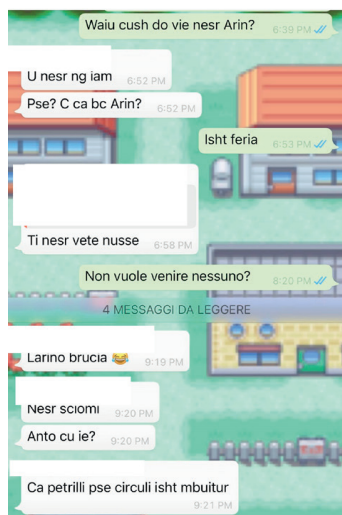 Waiu cush do vie nesr Arin?
6:39 PM
U nesr ng iam
6:52 PM
Pse? C ca bc Arin?
6:52 PM
Isht feria
6:53 PM
Ti nesr vete nusse
6:58 PM
Non vuole venire nessuno?
8:20 PM
4 MESSAGGI DA LEGGERE
Larino brucia 😂
9:19 PM
Nesr sciomi
9:20 PM
Anto cu ie?
9:20 PM
Ca petrilli pse circuli isht mbuitur
9:21 PM